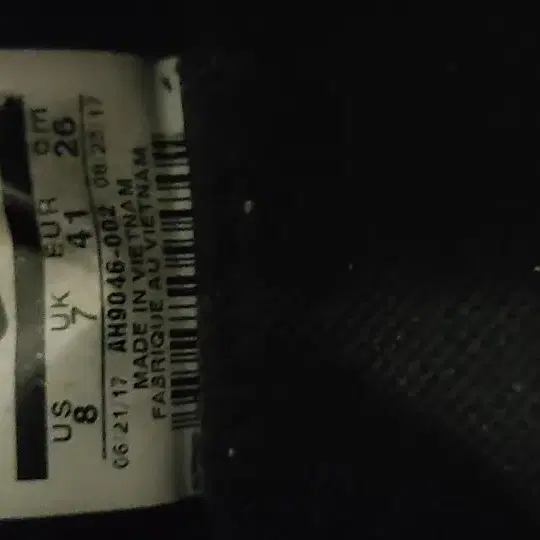 US UK EUR cm
8 7 41 26
06/21/17 AH9046-002 08/23/17
MADE IN VIETNAM
FABRIQUE AU VIETNAM